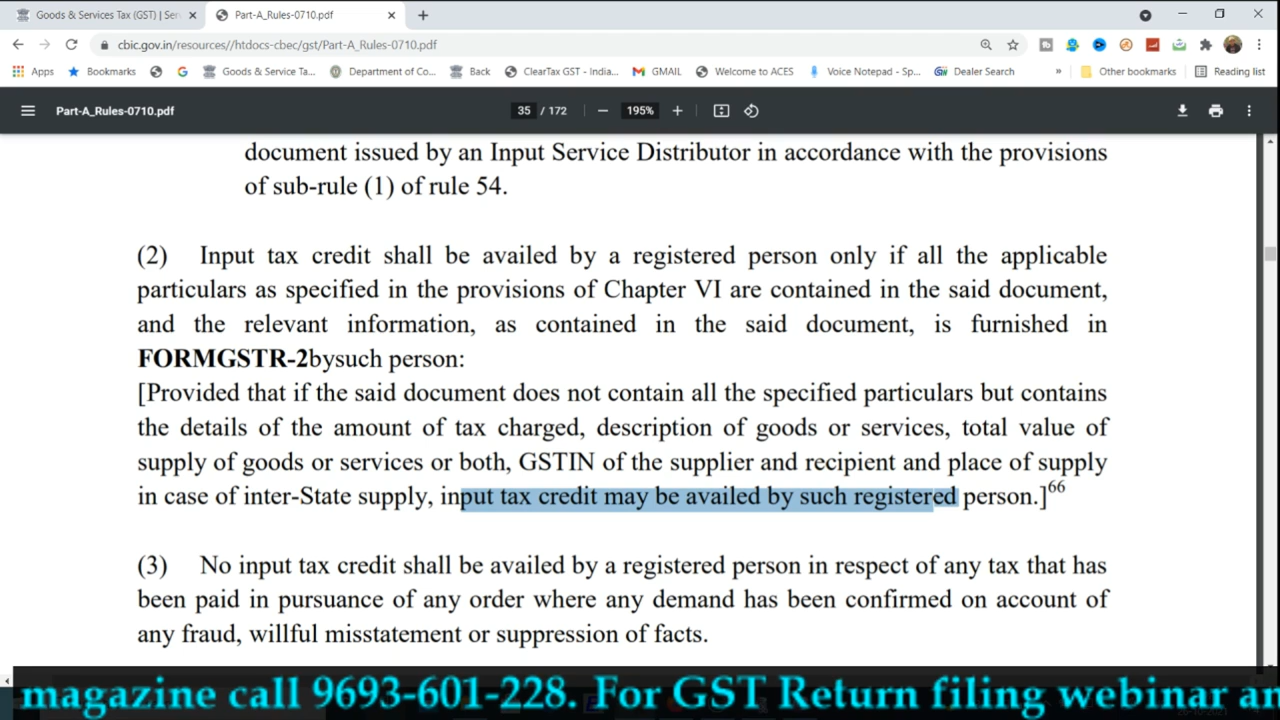 Goods & Services Tax (GST) | Ser
Part-A_Rules-0710.pdf
cbic.gov.in/resources//htdocs-cbec/gst/Part-A_Rules-0710.pdf
Apps Bookmarks Goods & Service Ta... Department of Co... Back ClearTax GST - India... GMAIL Welcome to ACES Voice Notepad - Sp... Dealer Search » Other bookmarks Reading list
Part-A_Rules-0710.pdf 35 / 172 195%
document issued by an Input Service Distributor in accordance with the provisions
of sub-rule (1) of rule 54.
(2) Input tax credit shall be availed by a registered person only if all the applicable
particulars as specified in the provisions of Chapter VI are contained in the said document,
and the relevant information, as contained in the said document, is furnished in
FORMGSTR-2bysuch person:
[Provided that if the said document does not contain all the specified particulars but contains
the details of the amount of tax charged, description of goods or services, total value of
supply of goods or services or both, GSTIN of the supplier and recipient and place of supply
in case of inter-State supply, input tax credit may be availed by such registered person.]66
(3) No input tax credit shall be availed by a registered person in respect of any tax that has
been paid in pursuance of any order where any demand has been confirmed on account of
any fraud, willful misstatement or suppression of facts.
magazine call 9693-601-228. For GST Return filing webinar an